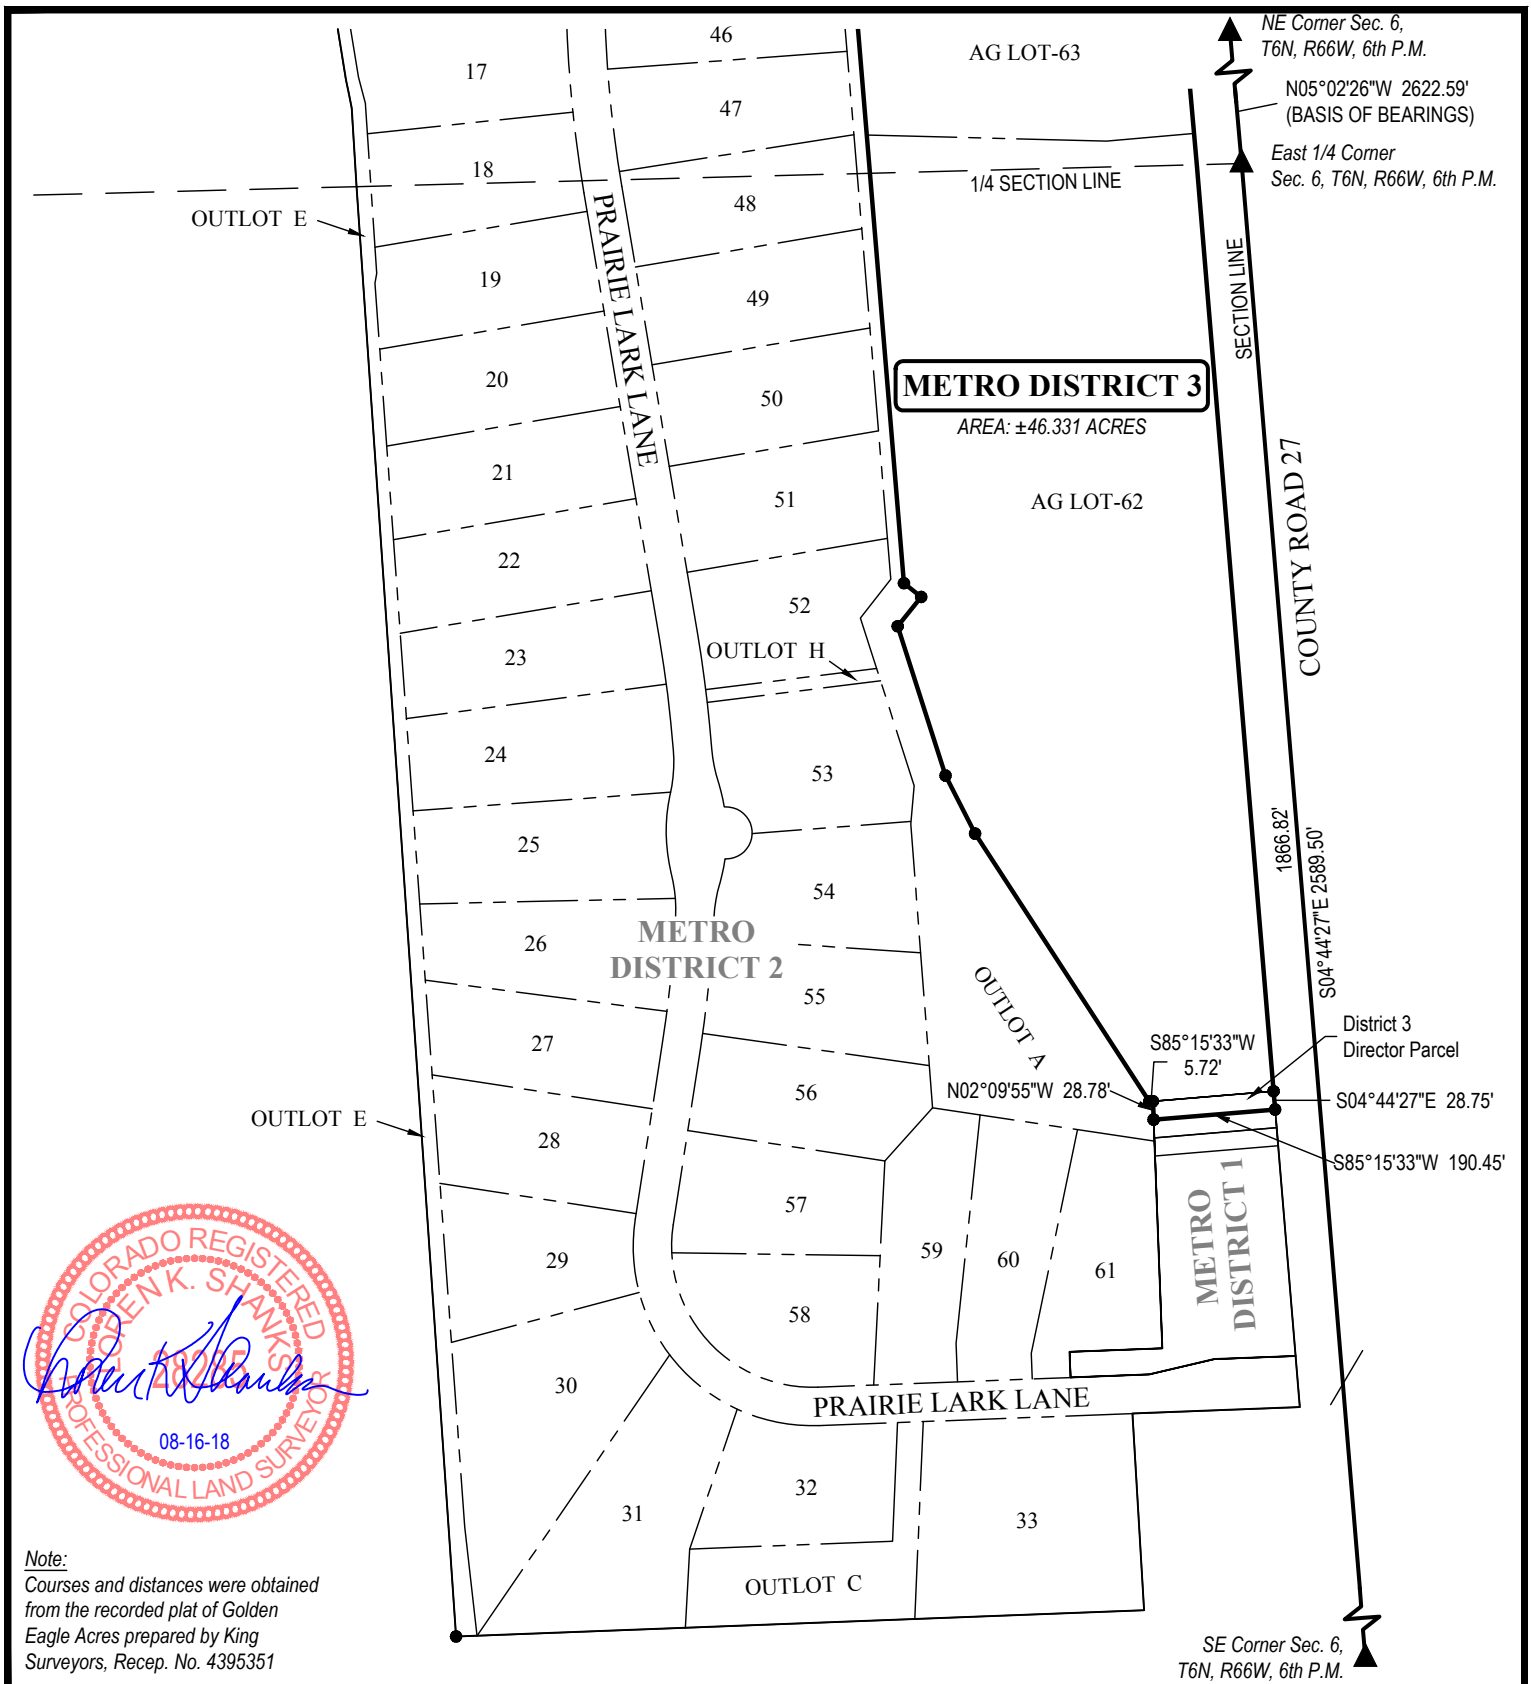 NE Corner Sec. 6,
T6N, R66W, 6th P.M.
N05°02'26"W 2622.59'
(BASIS OF BEARINGS)
East 1/4 Corner
Sec. 6, T6N, R66W, 6th P.M.
AG LOT-63
1/4 SECTION LINE
SECTION LINE
46
47
48
49
50
51
52
17
18
19
20
21
22
23
24
25
26
27
28
29
30
31
32
33
OUTLOT E
PRAIRIE LARK LANE
METRO DISTRICT 3
AREA: ±46.331 ACRES
AG LOT-62
COUNTY ROAD 27
OUTLOT H
53
54
55
56
57
58
59
60
61
METRO
DISTRICT 2
OUTLOT A
1866.82'
S04°44'27"E 2589.50'
District 3
Director Parcel
S85°15'33"W
5.72'
N02°09'55"W 28.78'
S04°44'27"E 28.75'
S85°15'33"W 190.45'
OUTLOT E
METRO
DISTRICT 1
PRAIRIE LARK LANE
OUTLOT C
COLORADO REGISTERED
LOREN K. SHANKS
28285
08-16-18
PROFESSIONAL LAND SURVEYOR
Note:
Courses and distances were obtained
from the recorded plat of Golden
Eagle Acres prepared by King
Surveyors, Recep. No. 4395351
SE Corner Sec. 6,
T6N, R66W, 6th P.M.